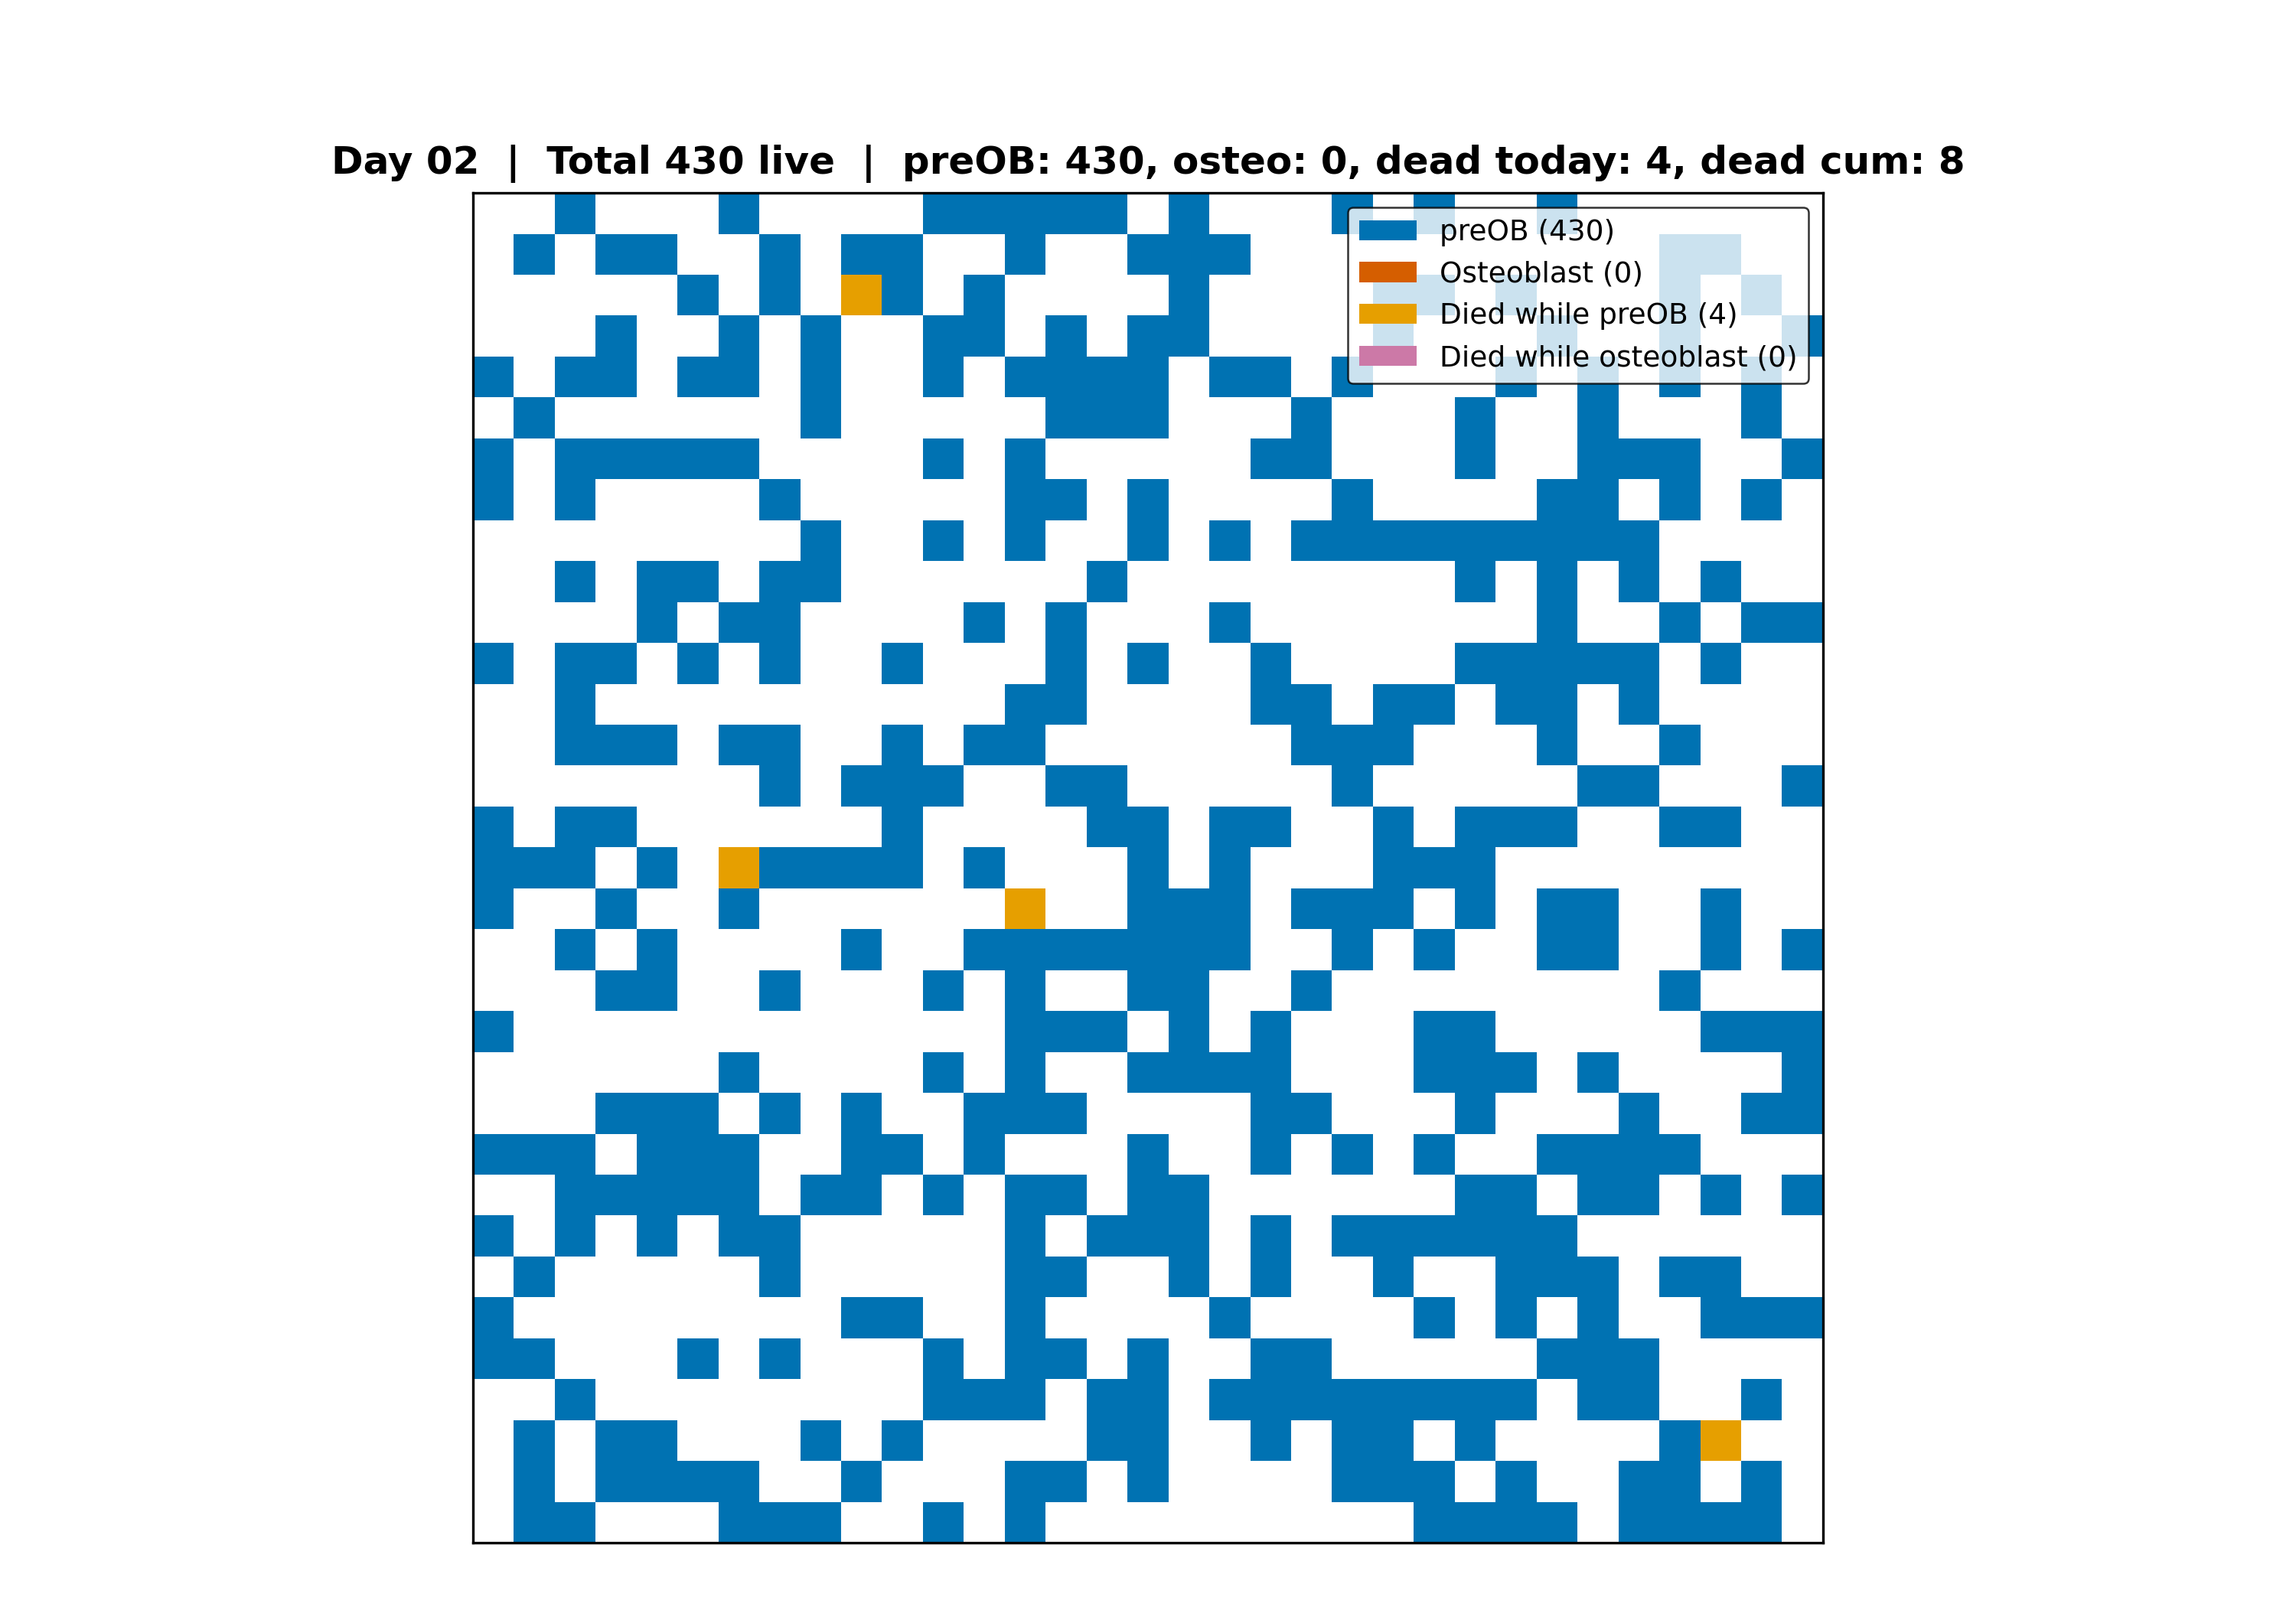 Day 02 | Total 430 live | preOB: 430, osteo: 0, dead today: 4, dead cum: 8
preOB (430)
Osteoblast (0)
Died while preOB (4)
Died while osteoblast (0)